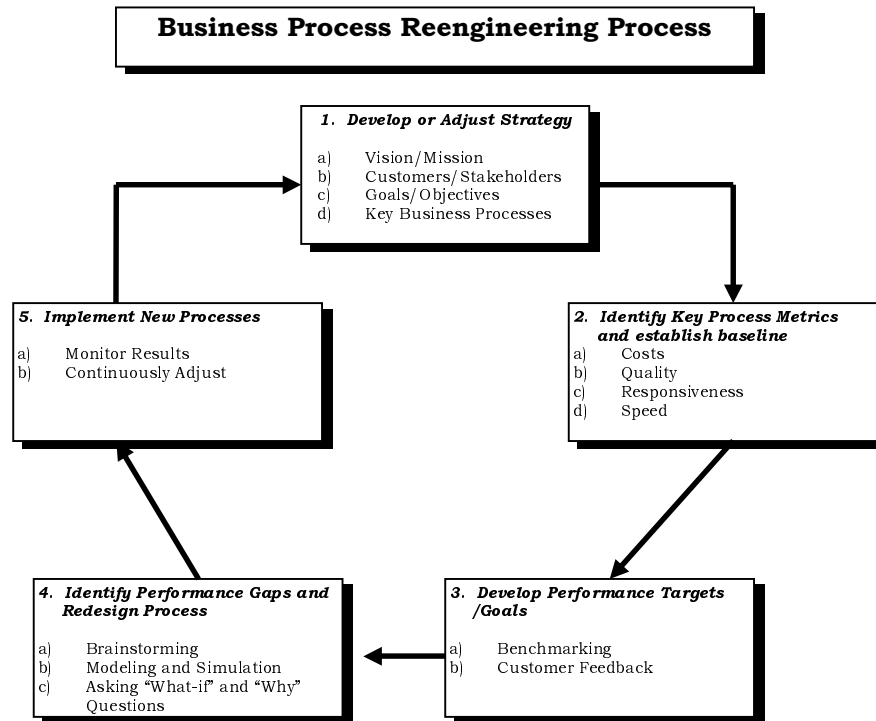 Business Process Reengineering Process
1. Develop or Adjust Strategy
a) Vision/Mission
b) Customers/Stakeholders
c) Goals/Objectives
d) Key Business Processes
2. Identify Key Process Metrics
and establish baseline
a) Costs
b) Quality
c) Responsiveness
d) Speed
3. Develop Performance Targets
/Goals
a) Benchmarking
b) Customer Feedback
4. Identify Performance Gaps and
Redesign Process
a) Brainstorming
b) Modeling and Simulation
c) Asking “What-if” and “Why”
Questions
5. Implement New Processes
a) Monitor Results
b) Continuously Adjust